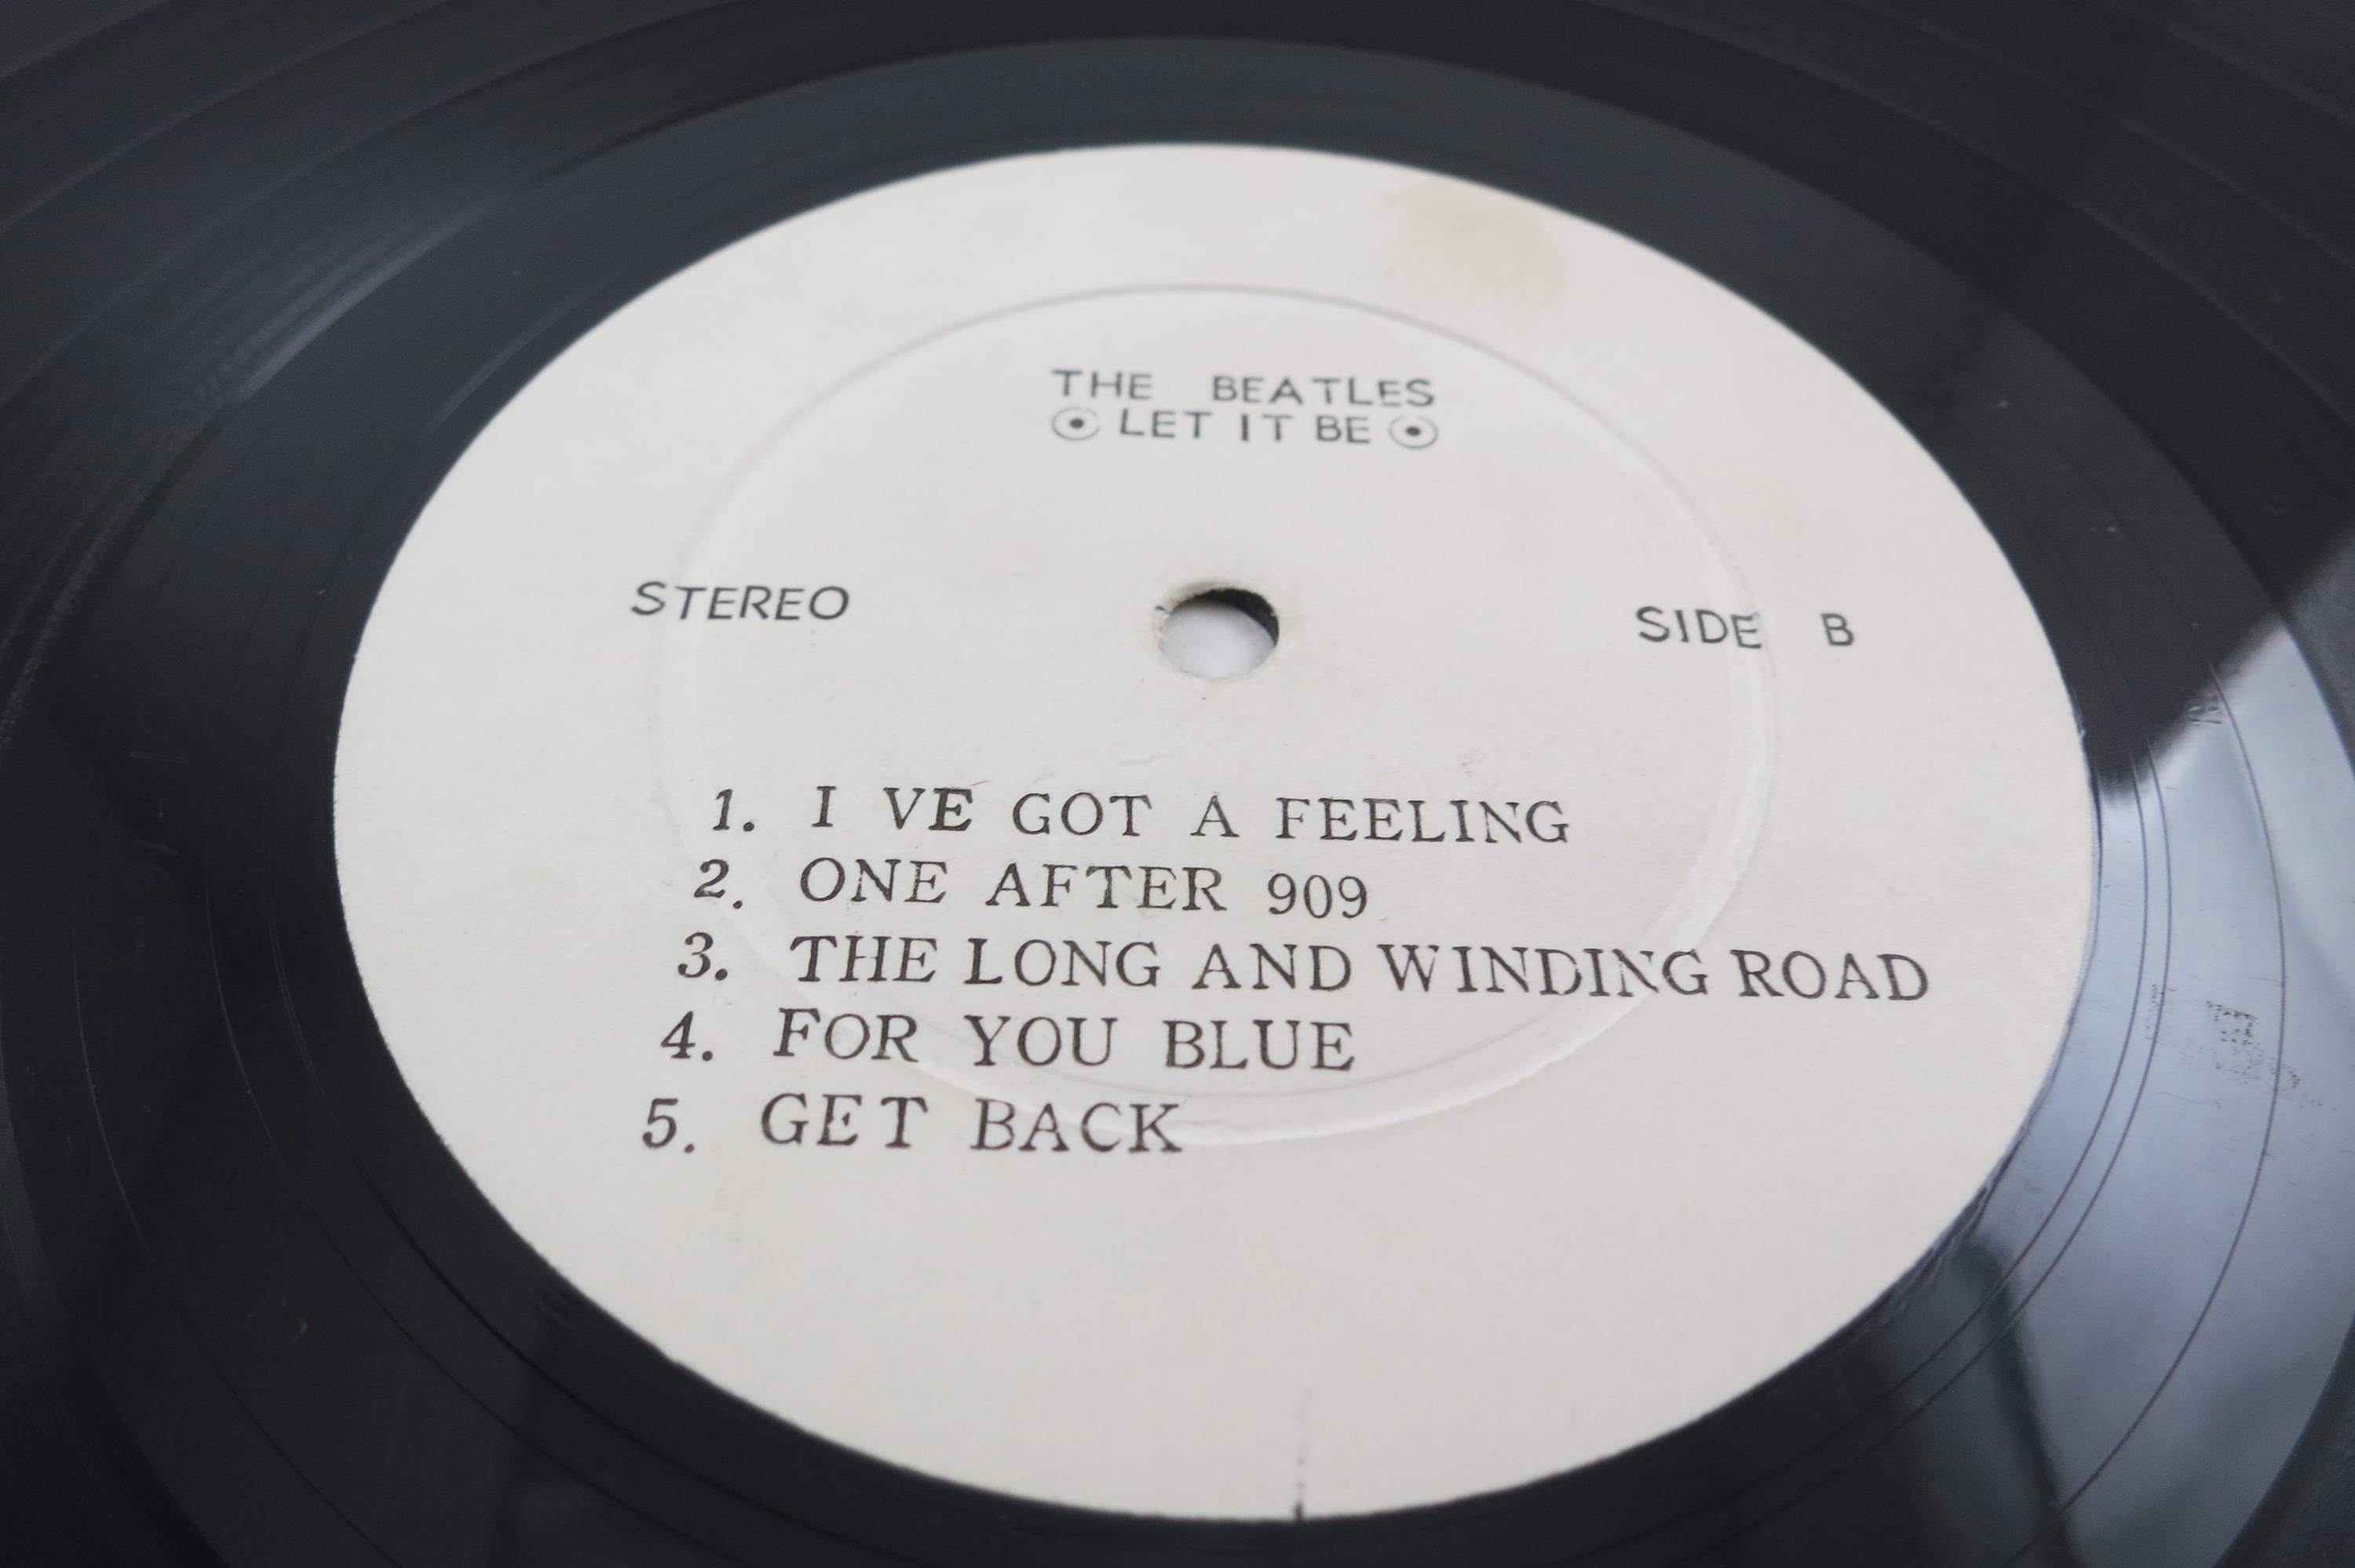 THE BEATLES
LET IT BE
STEREO
SIDE B
1. I VE GOT A FEELING
2. ONE AFTER 909
3. THE LONG AND WINDING ROAD
4. FOR YOU BLUE
5. GET BACK